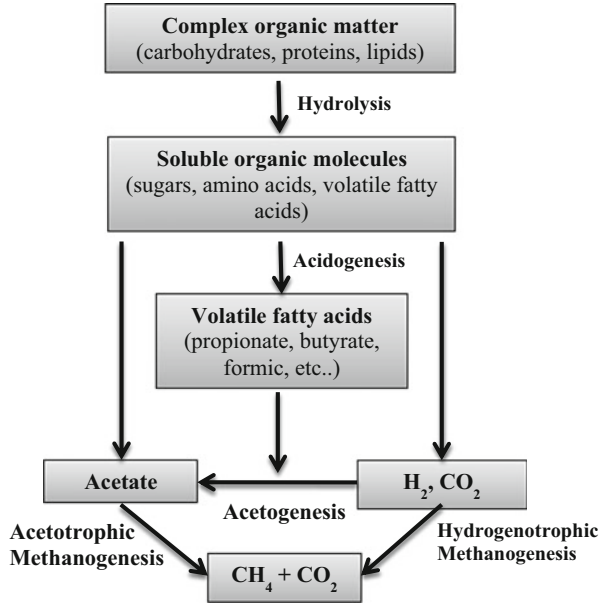 Complex organic matter
(carbohydrates, proteins, lipids)
Hydrolysis
Soluble organic molecules
(sugars, amino acids, volatile fatty
acids)
Acidogenesis
Volatile fatty acids
(propionate, butyrate,
formic, etc..)
Acetate
H₂, CO₂
Acetogenesis
Acetotrophic
Methanogenesis
Hydrogenotrophic
Methanogenesis
CH₄ + CO₂